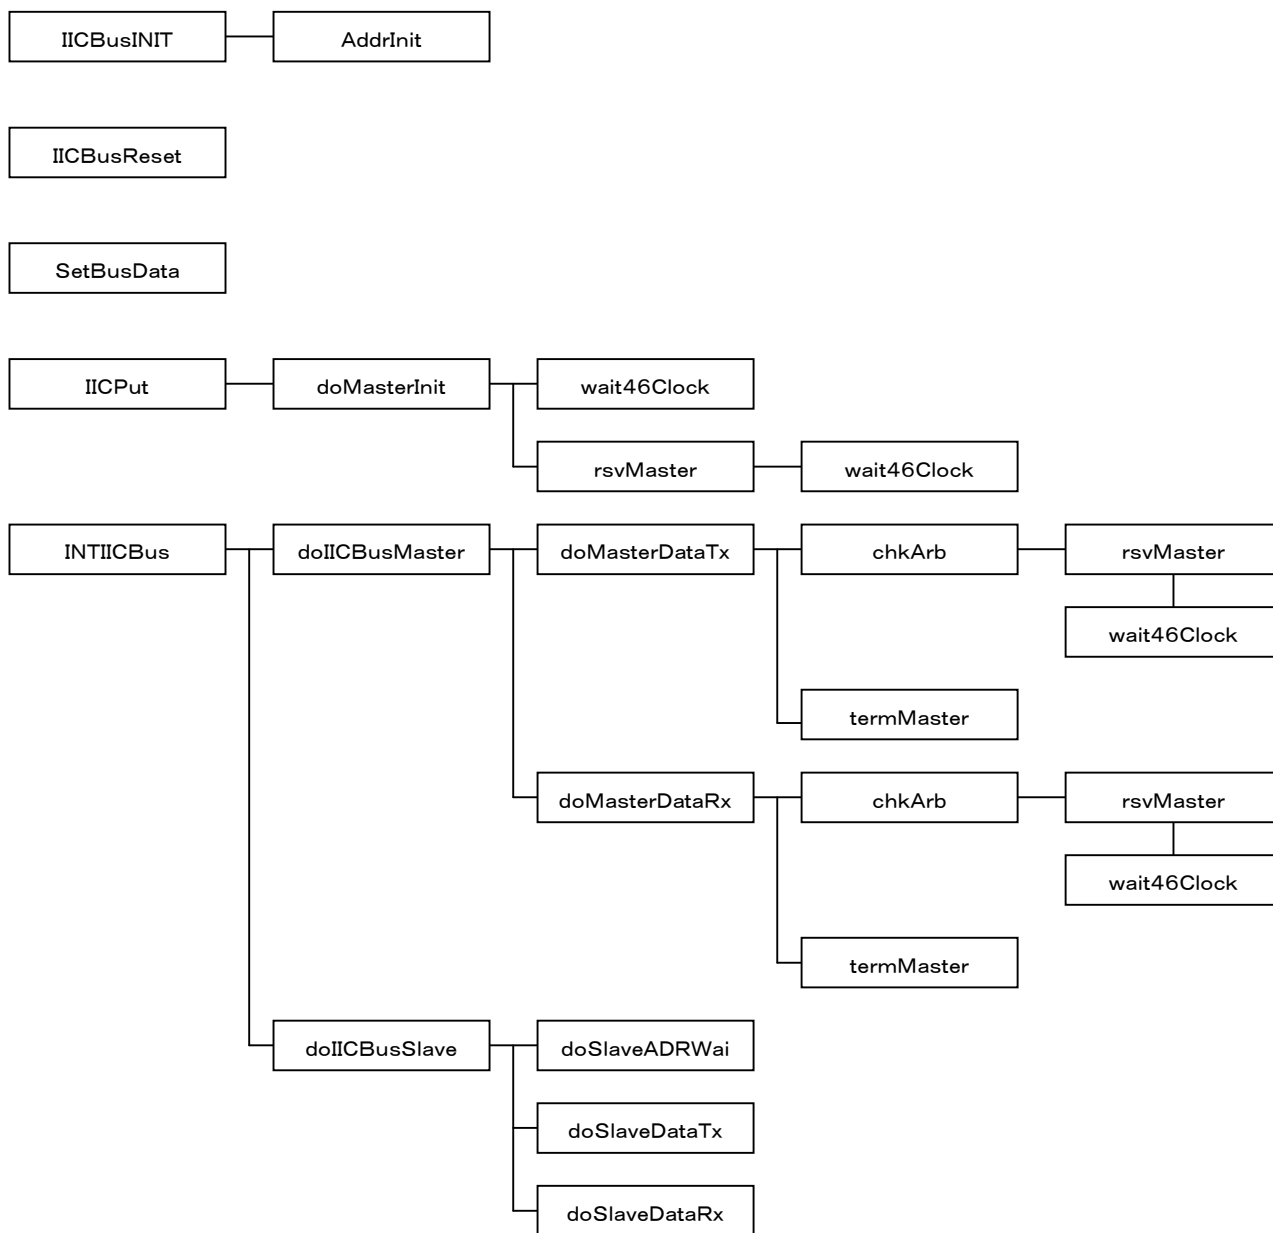 IICBusINIT
AddrInit
IICBusReset
SetBusData
IICPut
doMasterInit
wait46Clock
rsvMaster
wait46Clock
INTIICBus
doIICBusMaster
doMasterDataTx
chkArb
rsvMaster
wait46Clock
termMaster
doMasterDataRx
chkArb
rsvMaster
wait46Clock
termMaster
doIICBusSlave
doSlaveADRWai
doSlaveDataTx
doSlaveDataRx